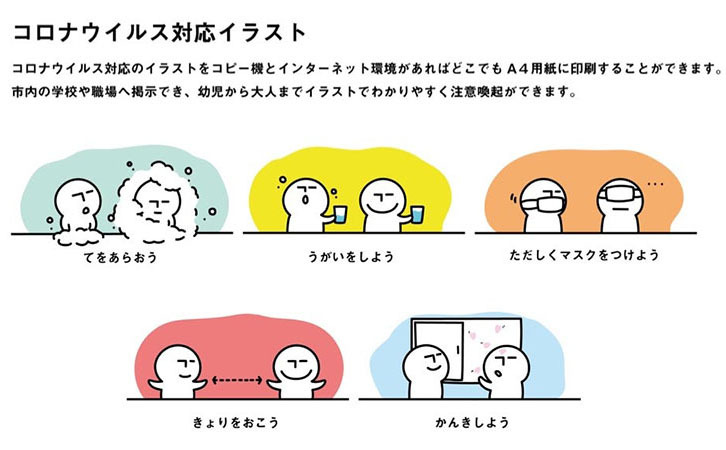 コロナウイルス対応イラスト
コロナウイルス対応のイラストをコピー機とインターネット環境があればどこでもA4用紙に印刷することができます。
市内の学校や職場へ掲示でき、幼児から大人までイラストでわかりやすく注意喚起ができます。
てをあらおう
うがいをしよう
ただしくマスクをつけよう
きょりをおこう
かんきしよう